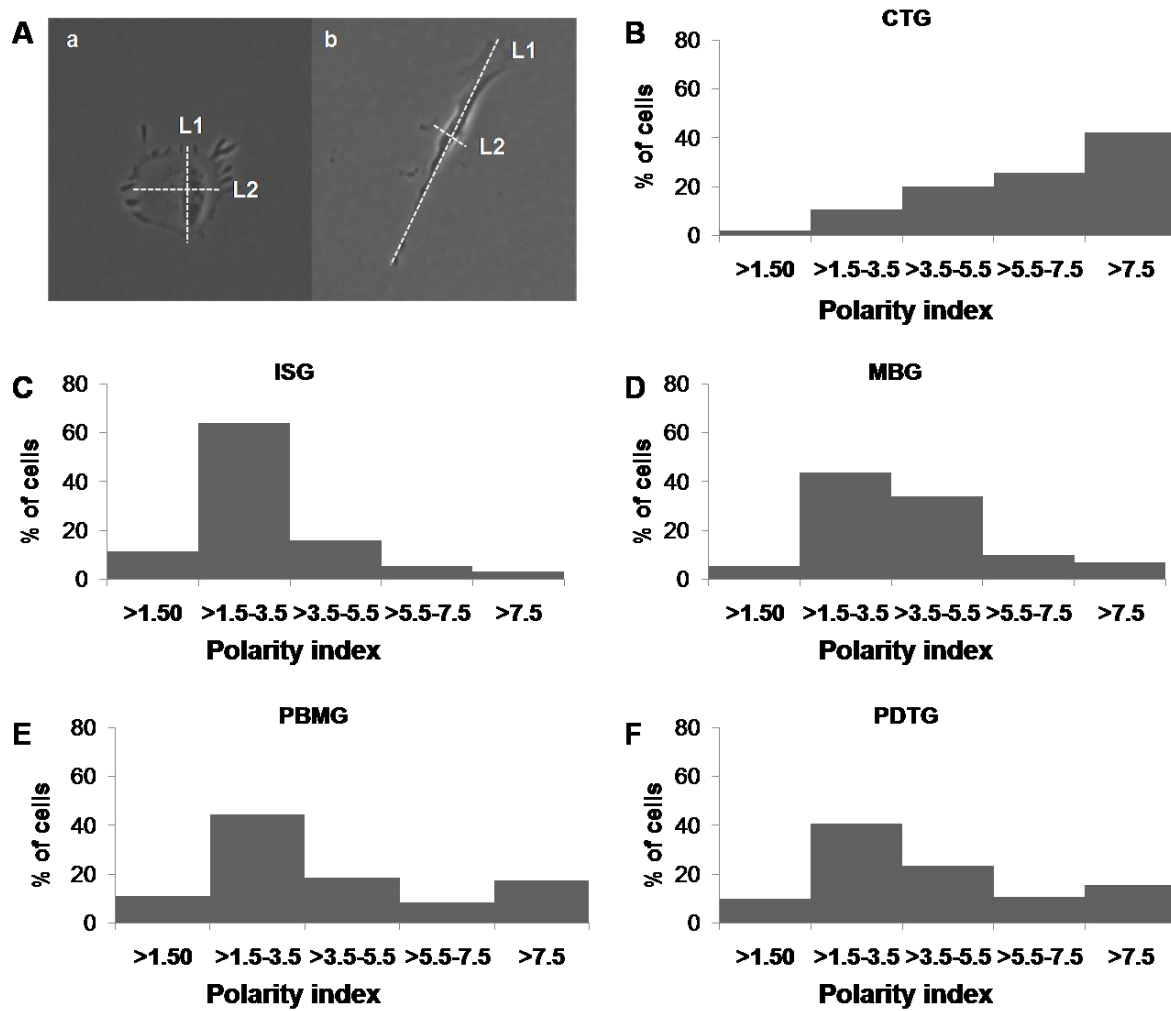 A
a
L1
L2
b
L1
L2
B
CTG
80
60
40
20
0
% of cells
>1.50 >1.5-3.5 >3.5-5.5 >5.5-7.5 >7.5
Polarity index
C
ISG
80
60
40
20
0
% of cells
>1.50 >1.5-3.5 >3.5-5.5 >5.5-7.5 >7.5
Polarity index
D
MBG
80
60
40
20
0
% of cells
>1.50 >1.5-3.5 >3.5-5.5 >5.5-7.5 >7.5
Polarity index
E
PBMG
80
60
40
20
0
% of cells
>1.50 >1.5-3.5 >3.5-5.5 >5.5-7.5 >7.5
Polarity index
F
PDTG
80
60
40
20
0
% of cells
>1.50 >1.5-3.5 >3.5-5.5 >5.5-7.5 >7.5
Polarity index